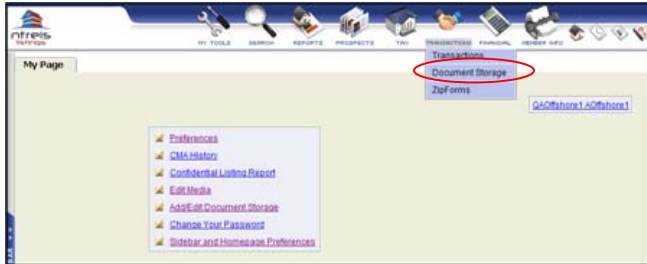 ntreis
MY TOOLS SEARCH REPORTS PROSPECTS TAX TRANSACTIONS FINANCIAL MEMBER INFO
Transactions
My Page
Document Storage
ZipForms
QAOffshore1 AOffshore1
Preferences
CMA History
Confidential Listing Report
Edit Media
Add/Edit Document Storage
Change Your Password
Sidebar and Homepage Preferences